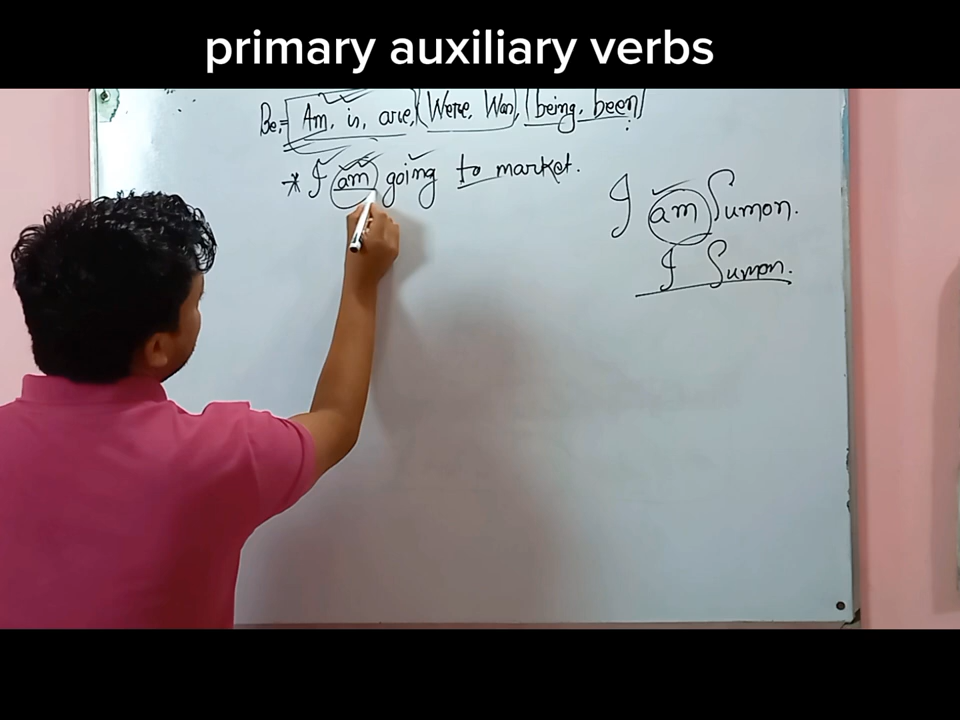 primary auxiliary verbs
Be:- Am, is, are, Were, Was, being, been
* I am going to market.
I am Sumon.
I Sumon.